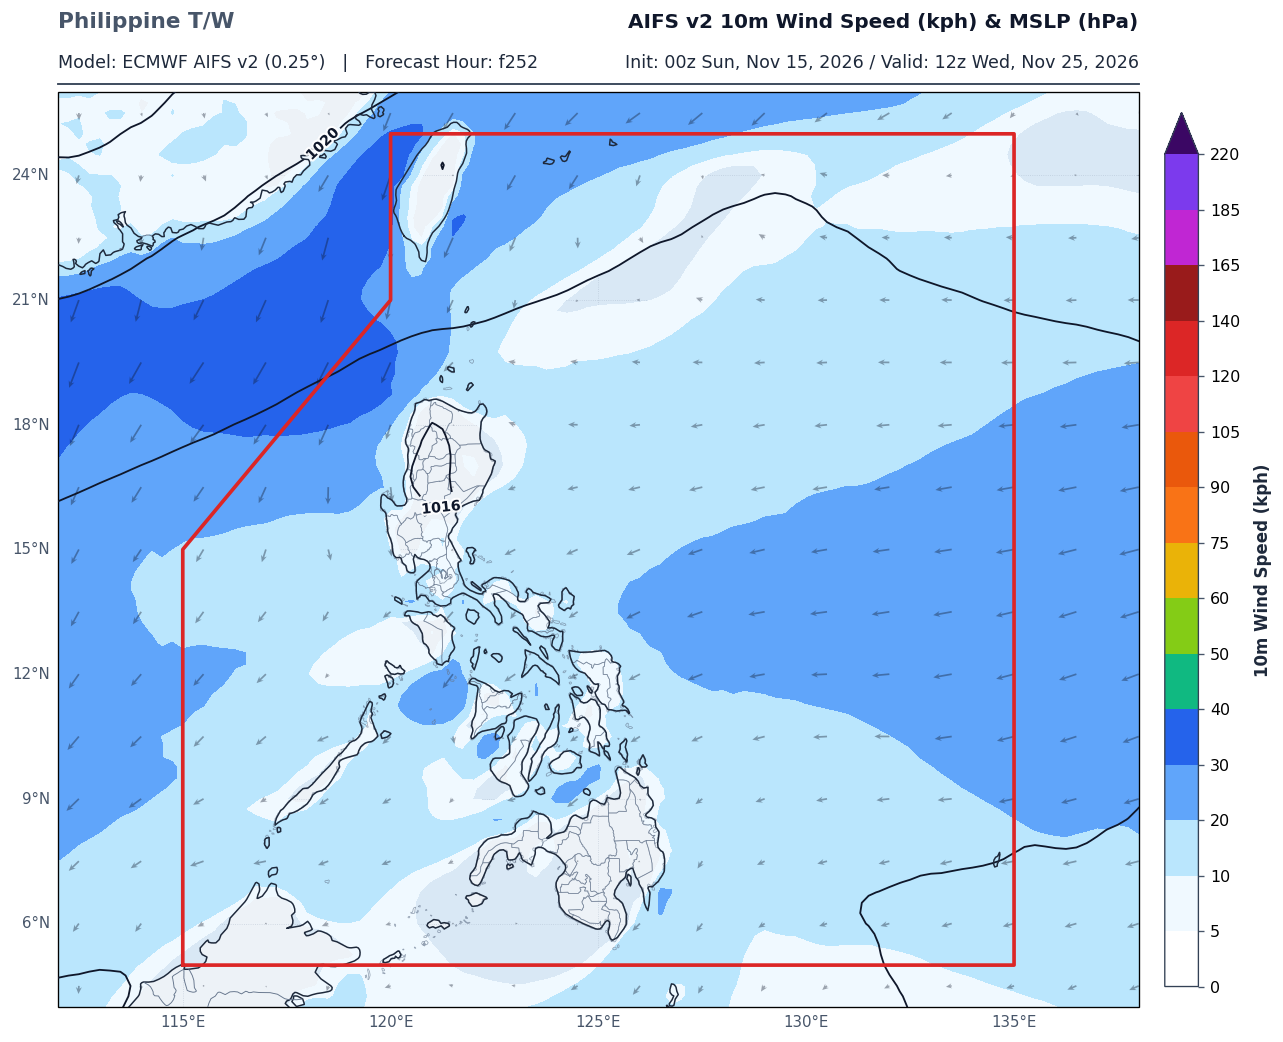 Philippine T/W
AIFS v2 10m Wind Speed (kph) & MSLP (hPa)
Model: ECMWF AIFS v2 (0.25°) | Forecast Hour: f252
Init: 00z Sun, Nov 15, 2026 / Valid: 12z Wed, Nov 25, 2026
1020
1016
24°N
21°N
18°N
15°N
12°N
9°N
6°N
115°E
120°E
125°E
130°E
135°E
220
185
165
140
120
105
90
75
60
50
40
30
20
10
5
0
10m Wind Speed (kph)